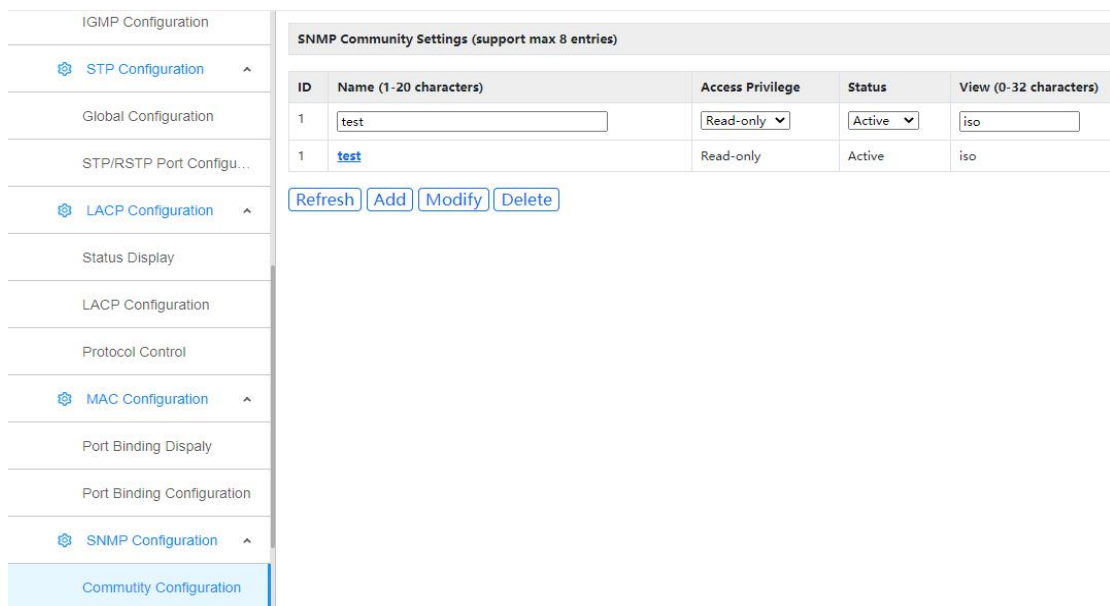 IGMP Configuration
STP Configuration
Global Configuration
STP/RSTP Port Configu...
LACP Configuration
Status Display
LACP Configuration
Protocol Control
MAC Configuration
Port Binding Dispaly
Port Binding Configuration
SNMP Configuration
Commutity Configuration
SNMP Community Settings (support max 8 entries)
ID Name (1-20 characters) Access Privilege Status View (0-32 characters)
1 test Read-only Active iso
1 test Read-only Active iso
Refresh Add Modify Delete